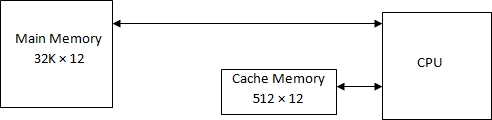 Main Memory
32K × 12
CPU
Cache Memory
512 × 12